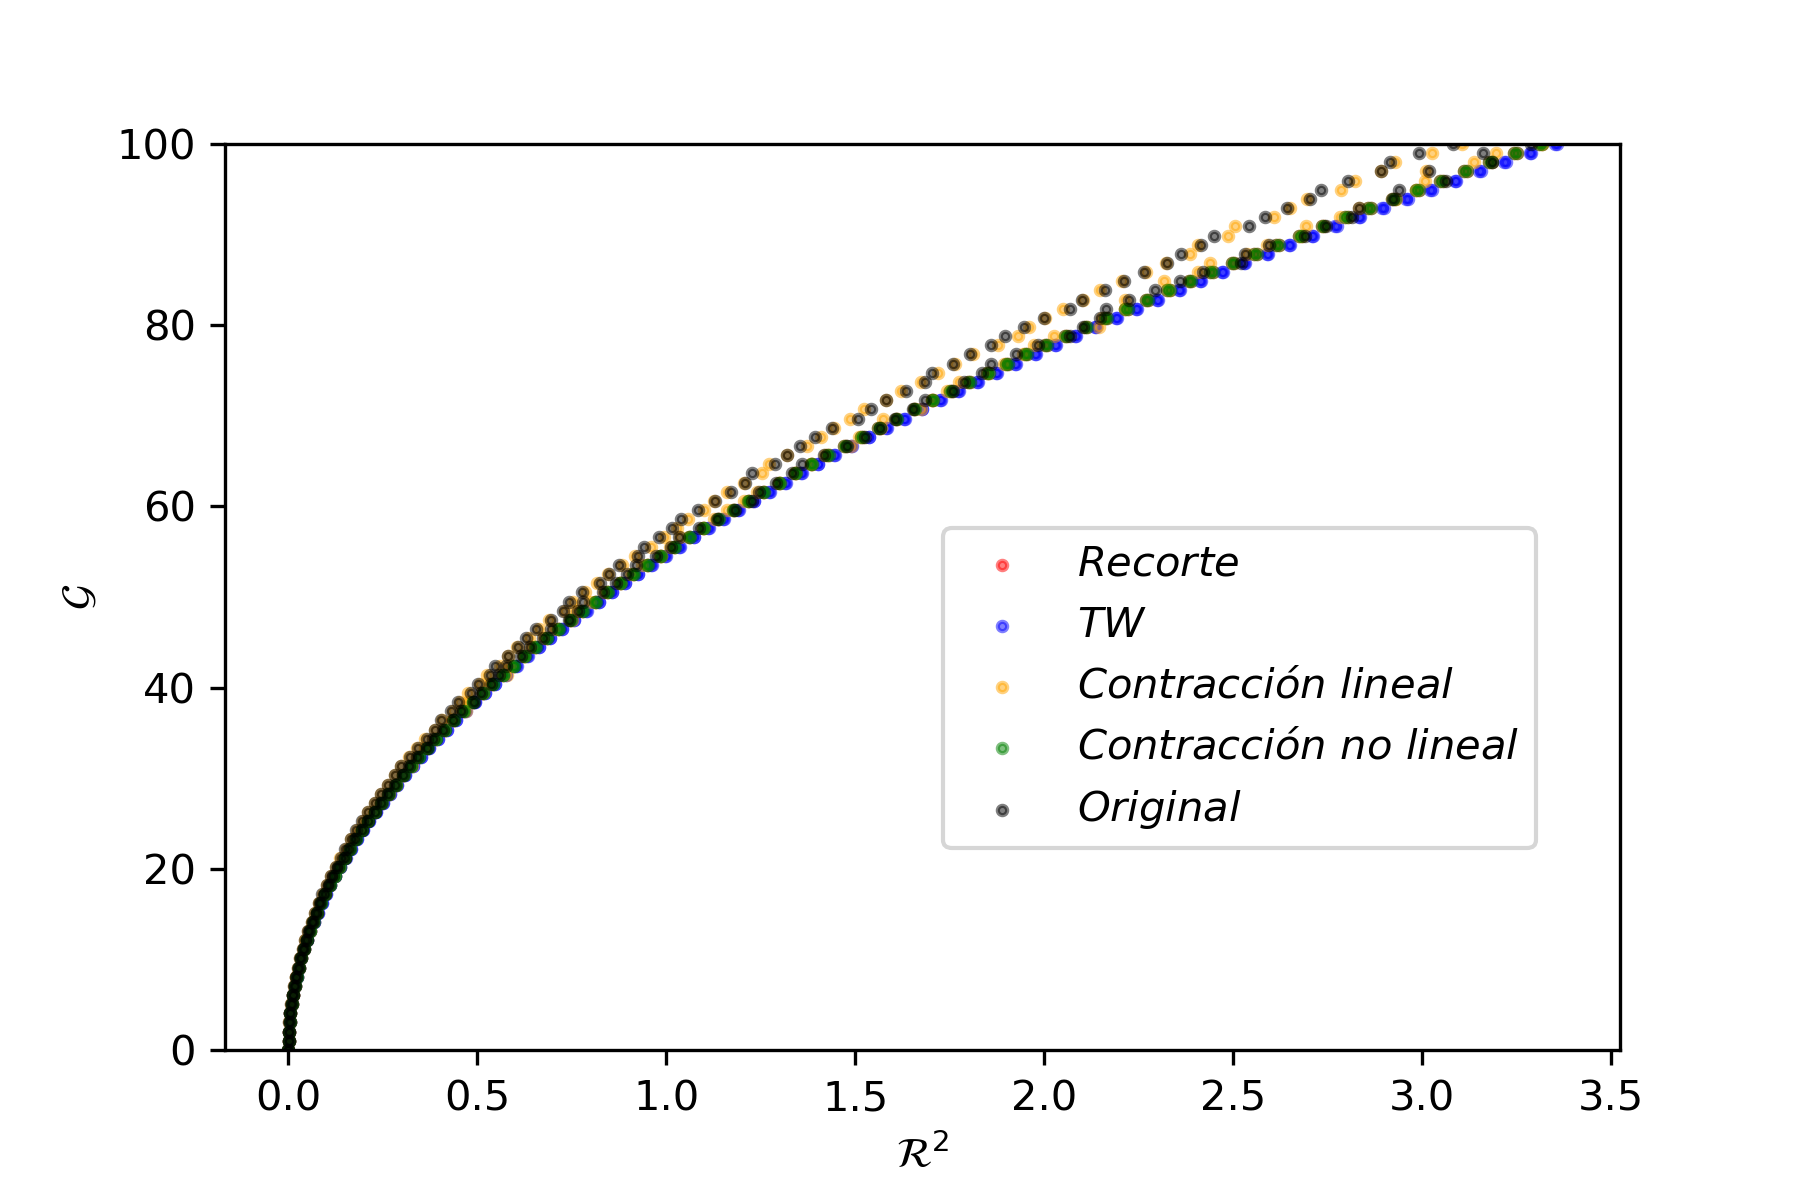 100
80
60
40
20
0
𝒢
Recorte
TW
Contracción lineal
Contracción no lineal
Original
0.0 0.5 1.0 1.5 2.0 2.5 3.0 3.5
ℛ²